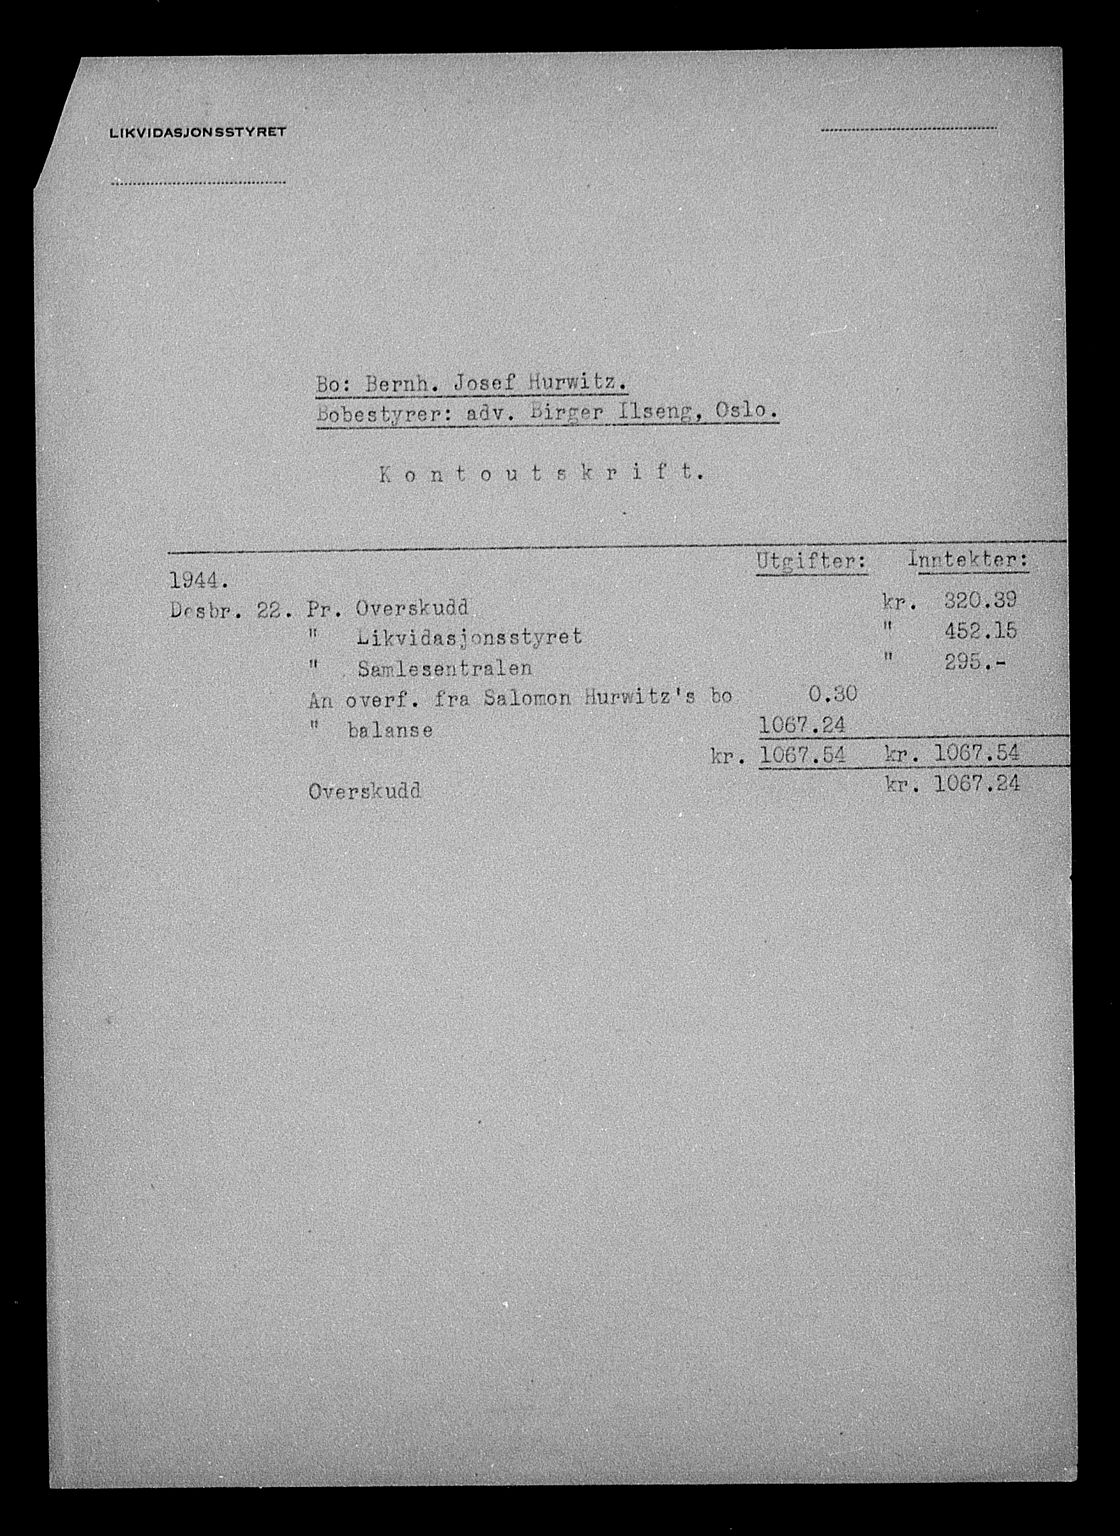 LIKVIDASJONSSTYRET
Bo: Bernh. Josef Hurwitz.
Bobestyrer: adv. Birger Ilseng, Oslo.
Kontoutskrift.
Utgifter: Inntekter:
1944.
Desbr. 22. Pr. Overskudd kr. 320.39
" Likvidasjonsstyret " 452.15
" Samlesentralen " 295.-
An overf. fra Salomon Hurwitz's bo 0.30
" balanse 1067.24
kr. 1067.54 kr. 1067.54
Overskudd kr. 1067.24